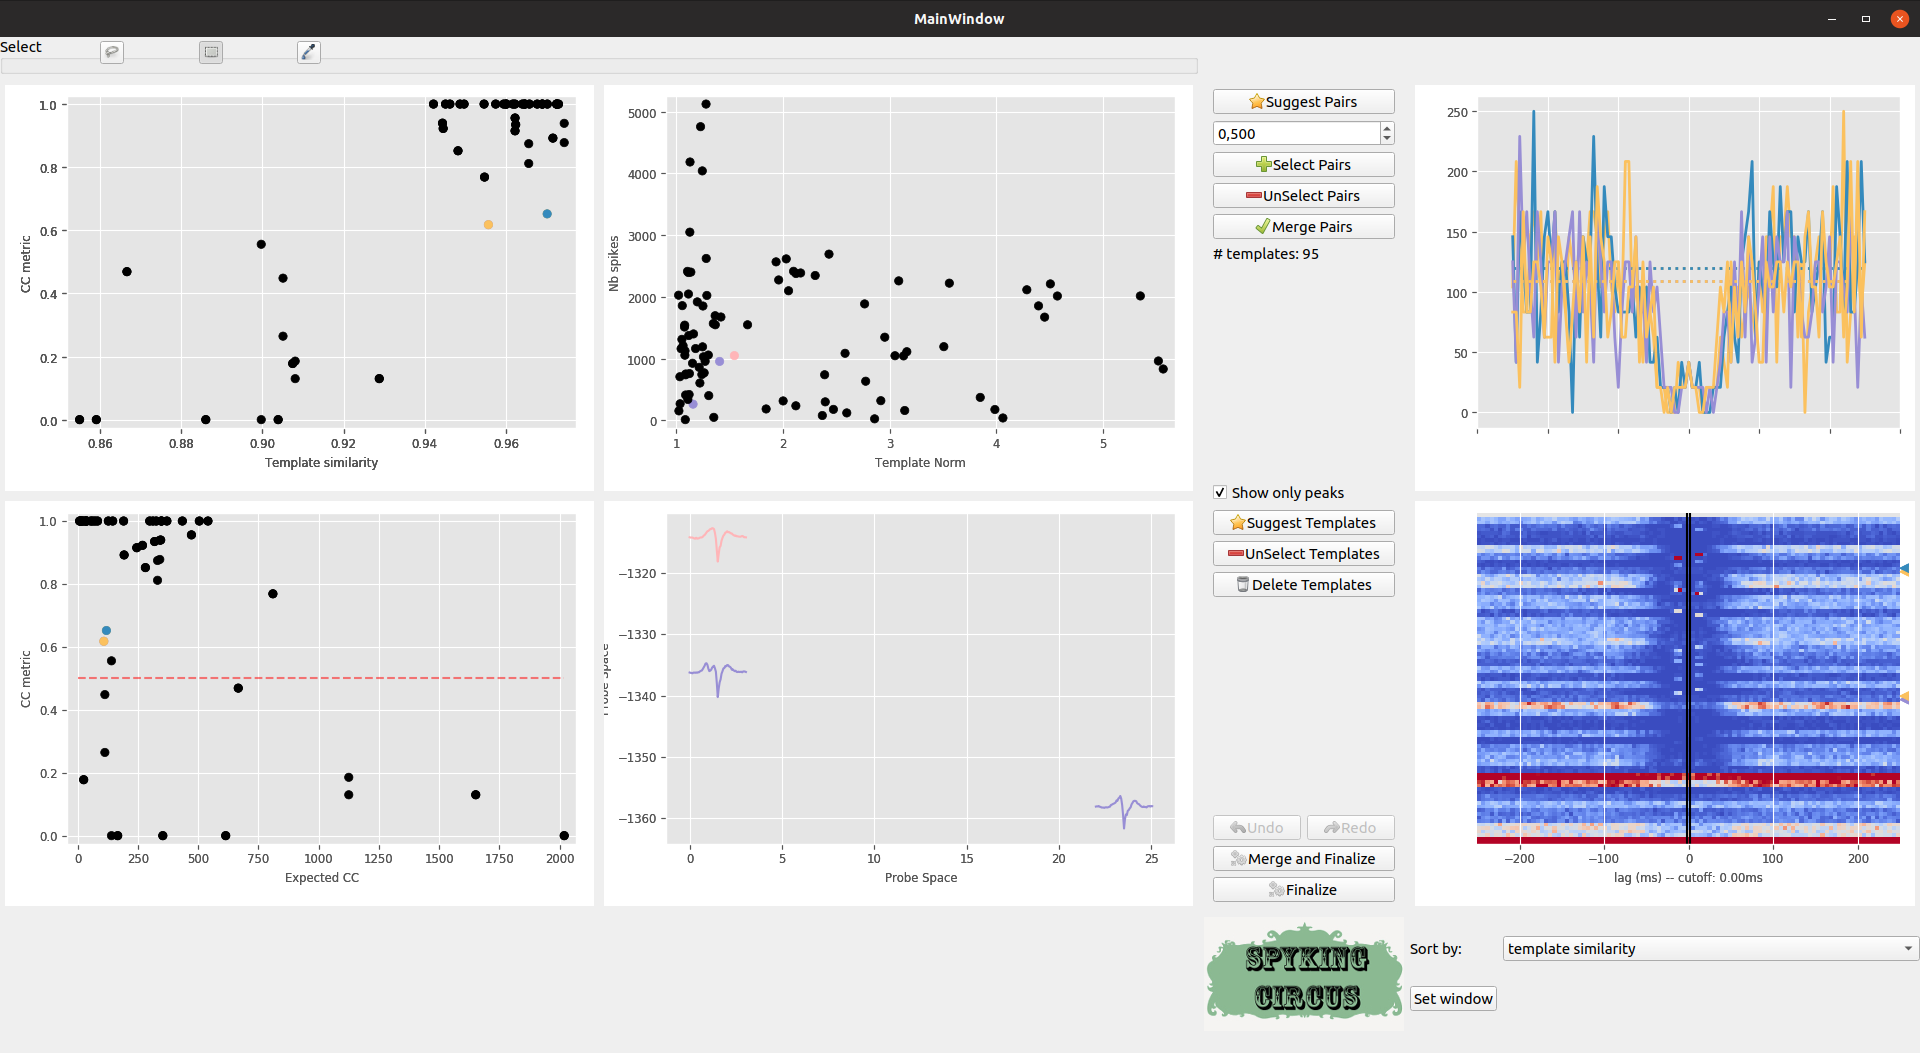 MainWindow
Select
1.0
0.8
0.6
0.4
0.2
0.0
CC metric
0.86 0.88 0.90 0.92 0.94 0.96
Template similarity
5000
4000
3000
2000
1000
0
Nb spikes
1 2 3 4 5
Template Norm
Suggest Pairs
0,500
Select Pairs
UnSelect Pairs
Merge Pairs
# templates: 95
250
200
150
100
50
0
1.0
0.8
0.6
0.4
0.2
0.0
CC metric
0 250 500 750 1000 1250 1500 1750 2000
Expected CC
−1320
−1330
−1340
−1350
−1360
Probe Space
0 5 10 15 20 25
Probe Space
Show only peaks
Suggest Templates
UnSelect Templates
Delete Templates
Undo Redo
Merge and Finalize
Finalize
−200 −100 0 100 200
lag (ms) -- cutoff: 0.00ms
SPYKING
CIRCUS
Sort by: template similarity
Set window